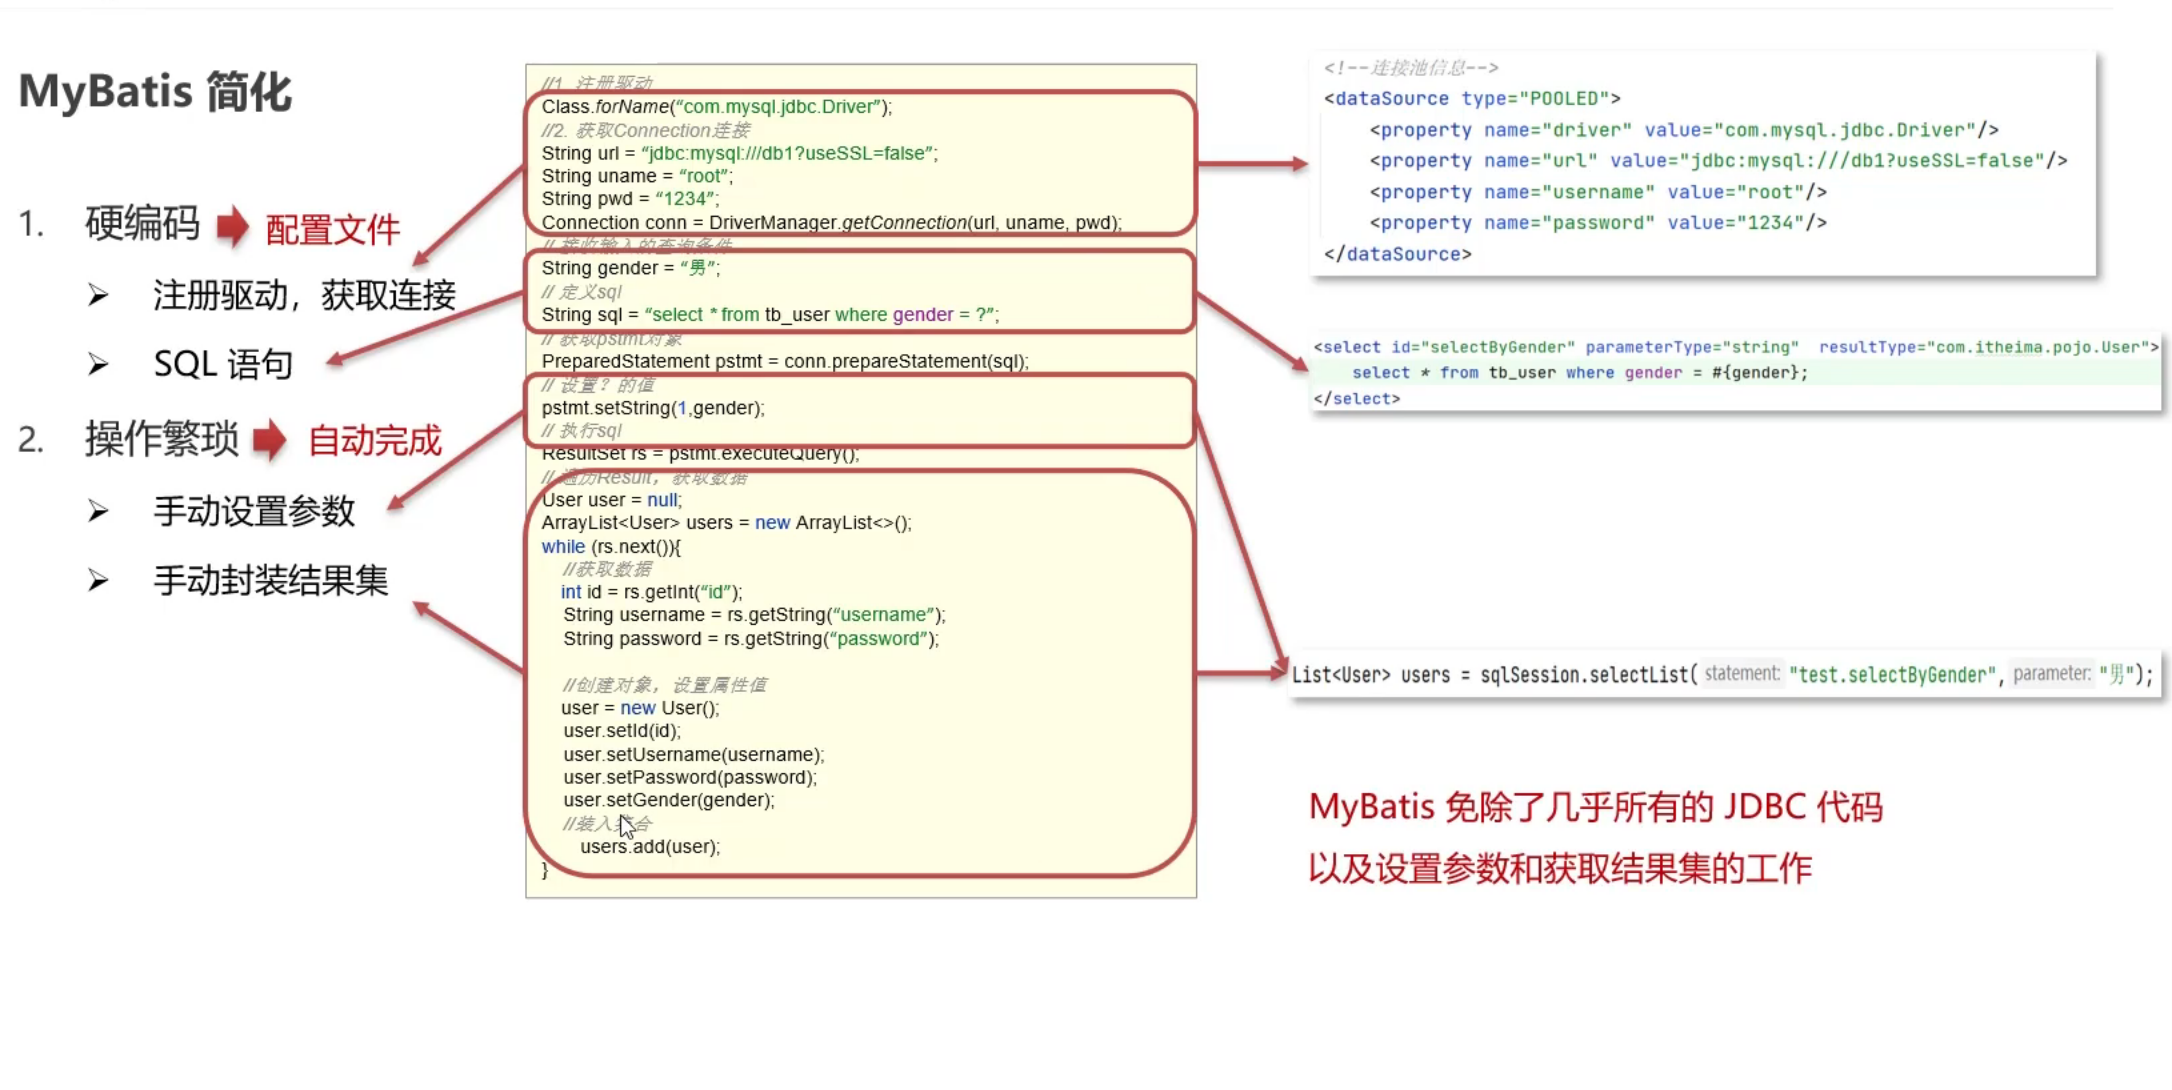 MyBatis 简化
1. 硬编码 配置文件
➢ 注册驱动，获取连接
➢ SQL 语句
2. 操作繁琐 自动完成
➢ 手动设置参数
➢ 手动封装结果集
//1. 注册驱动
Class.forName(“com.mysql.jdbc.Driver”);
//2. 获取Connection连接
String url = “jdbc:mysql:///db1?useSSL=false”;
String uname = “root”;
String pwd = “1234”;
Connection conn = DriverManager.getConnection(url, uname, pwd);
// 接收输入的查询条件
String gender = “男”;
// 定义sql
String sql = “select * from tb_user where gender = ?”;
// 获取pstmt对象
PreparedStatement pstmt = conn.prepareStatement(sql);
// 设置？的值
pstmt.setString(1,gender);
// 执行sql
ResultSet rs = pstmt.executeQuery();
// 遍历Result，获取数据
User user = null;
ArrayList<User> users = new ArrayList<>();
while (rs.next()){
//获取数据
int id = rs.getInt(“id”);
String username = rs.getString(“username”);
String password = rs.getString(“password”);
//创建对象，设置属性值
user = new User();
user.setId(id);
user.setUsername(username);
user.setPassword(password);
user.setGender(gender);
//装入集合
users.add(user);
}
<!--连接池信息-->
<dataSource type="POOLED">
<property name="driver" value="com.mysql.jdbc.Driver"/>
<property name="url" value="jdbc:mysql:///db1?useSSL=false"/>
<property name="username" value="root"/>
<property name="password" value="1234"/>
</dataSource>
<select id="selectByGender" parameterType="string" resultType="com.itheima.pojo.User">
select * from tb_user where gender = #{gender};
</select>
List<User> users = sqlSession.selectList( statement: "test.selectByGender", parameter: "男");
MyBatis 免除了几乎所有的 JDBC 代码
以及设置参数和获取结果集的工作